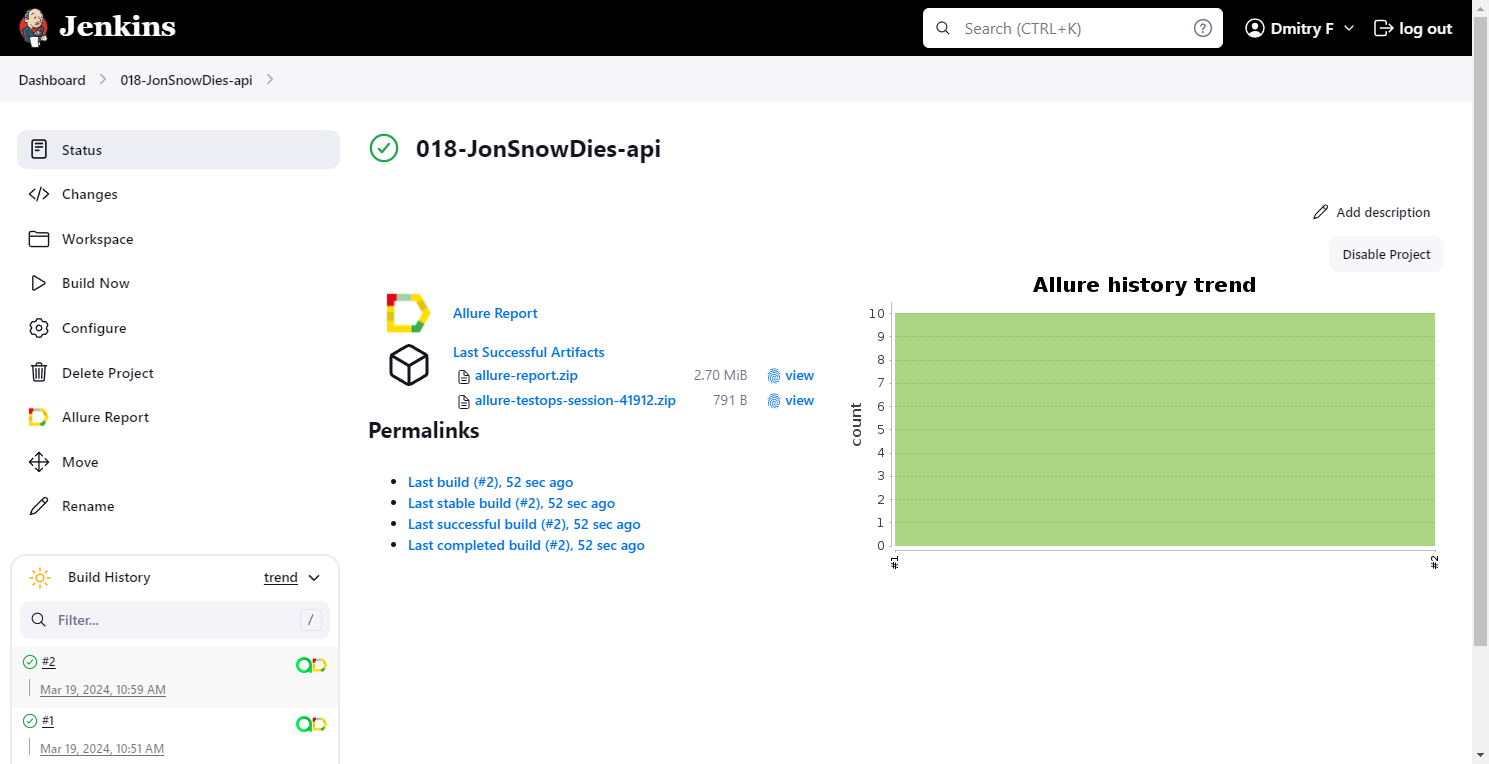 Jenkins
Search (CTRL+K)
?
Dmitry F
log out
Dashboard
018-JonSnowDies-api
Status
Changes
Workspace
Build Now
Configure
Delete Project
Allure Report
Move
Rename
Build History
trend
Filter...
/
#2
Mar 19, 2024, 10:59 AM
#1
Mar 19, 2024, 10:51 AM
018-JonSnowDies-api
Add description
Disable Project
Allure Report
Last Successful Artifacts
allure-report.zip 2.70 MiB view
allure-testops-session-41912.zip 791 B view
Permalinks
Last build (#2), 52 sec ago
Last stable build (#2), 52 sec ago
Last successful build (#2), 52 sec ago
Last completed build (#2), 52 sec ago
Allure history trend
count
10
9
8
7
6
5
4
3
2
1
0
#1
#2